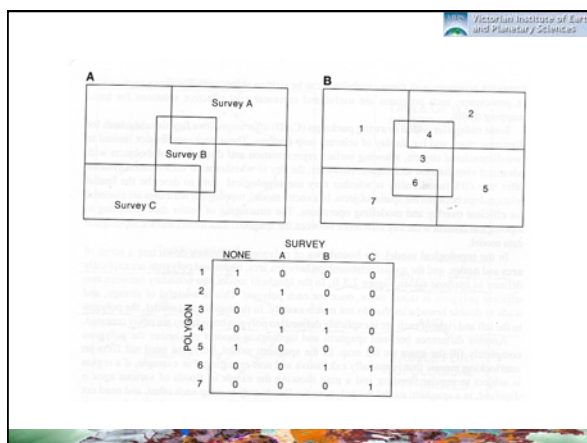 Victorian Institute of Eart
and Planetary Sciences
A
B
Survey A
Survey B
Survey C
1
2
4
3
6
5
7
SURVEY
NONE A B C
POLYGON
1 1 0 0 0
2 0 1 0 0
3 0 0 1 0
4 0 1 1 0
5 1 0 0 0
6 0 0 1 1
7 0 0 0 1